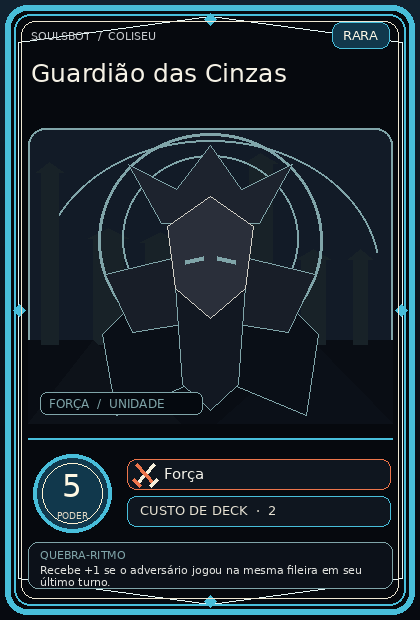 SOULSBOT / COLISEU
RARA
Guardião das Cinzas
FORÇA / UNIDADE
5
PODER
Força
CUSTO DE DECK · 2
QUEBRA-RITMO
Recebe +1 se o adversário jogou na mesma fileira em seu
último turno.